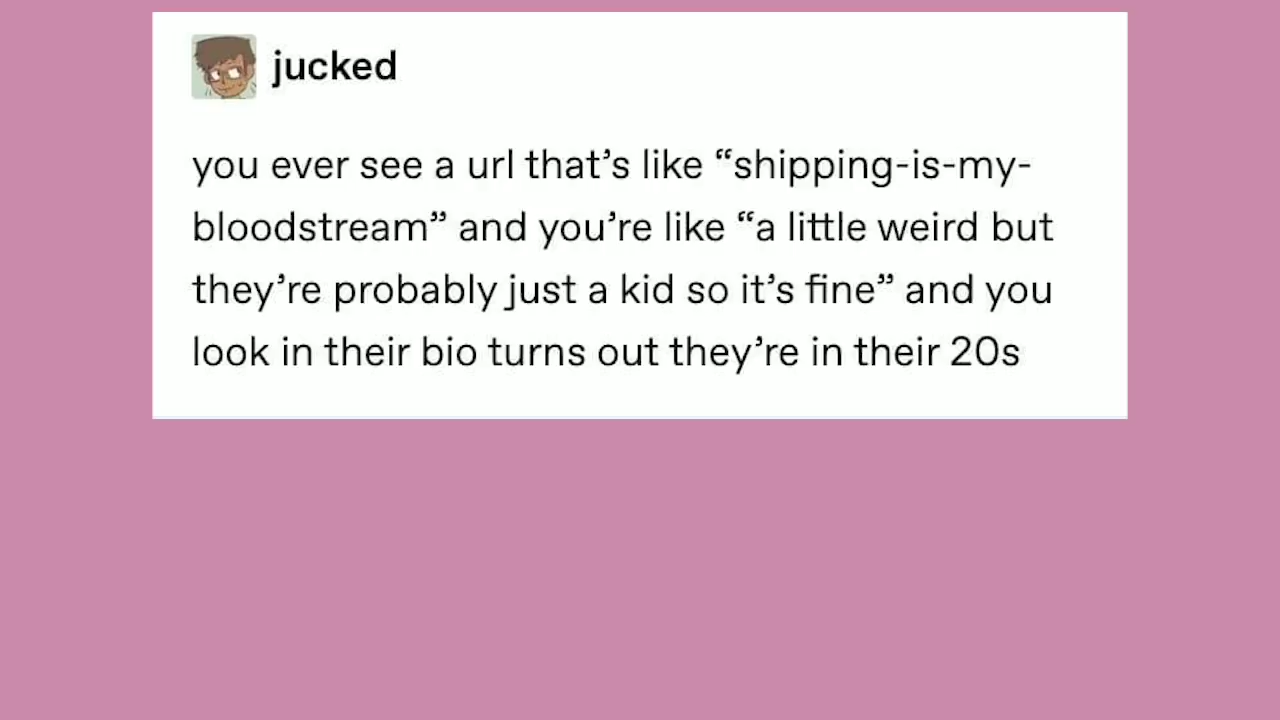 jucked
you ever see a url that’s like “shipping-is-my-
bloodstream” and you’re like “a little weird but
they’re probably just a kid so it’s fine” and you
look in their bio turns out they’re in their 20s